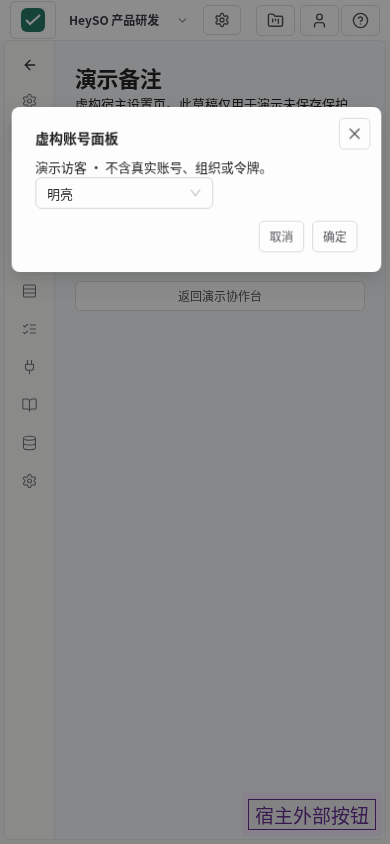 HeySO 产品研发
演示备注
虚构宿主设置页。此草稿仅用于演示未保存保护
虚构账号面板
演示访客 · 不含真实账号、组织或令牌。
明亮
取消
确定
返回演示协作台
宿主外部按钮